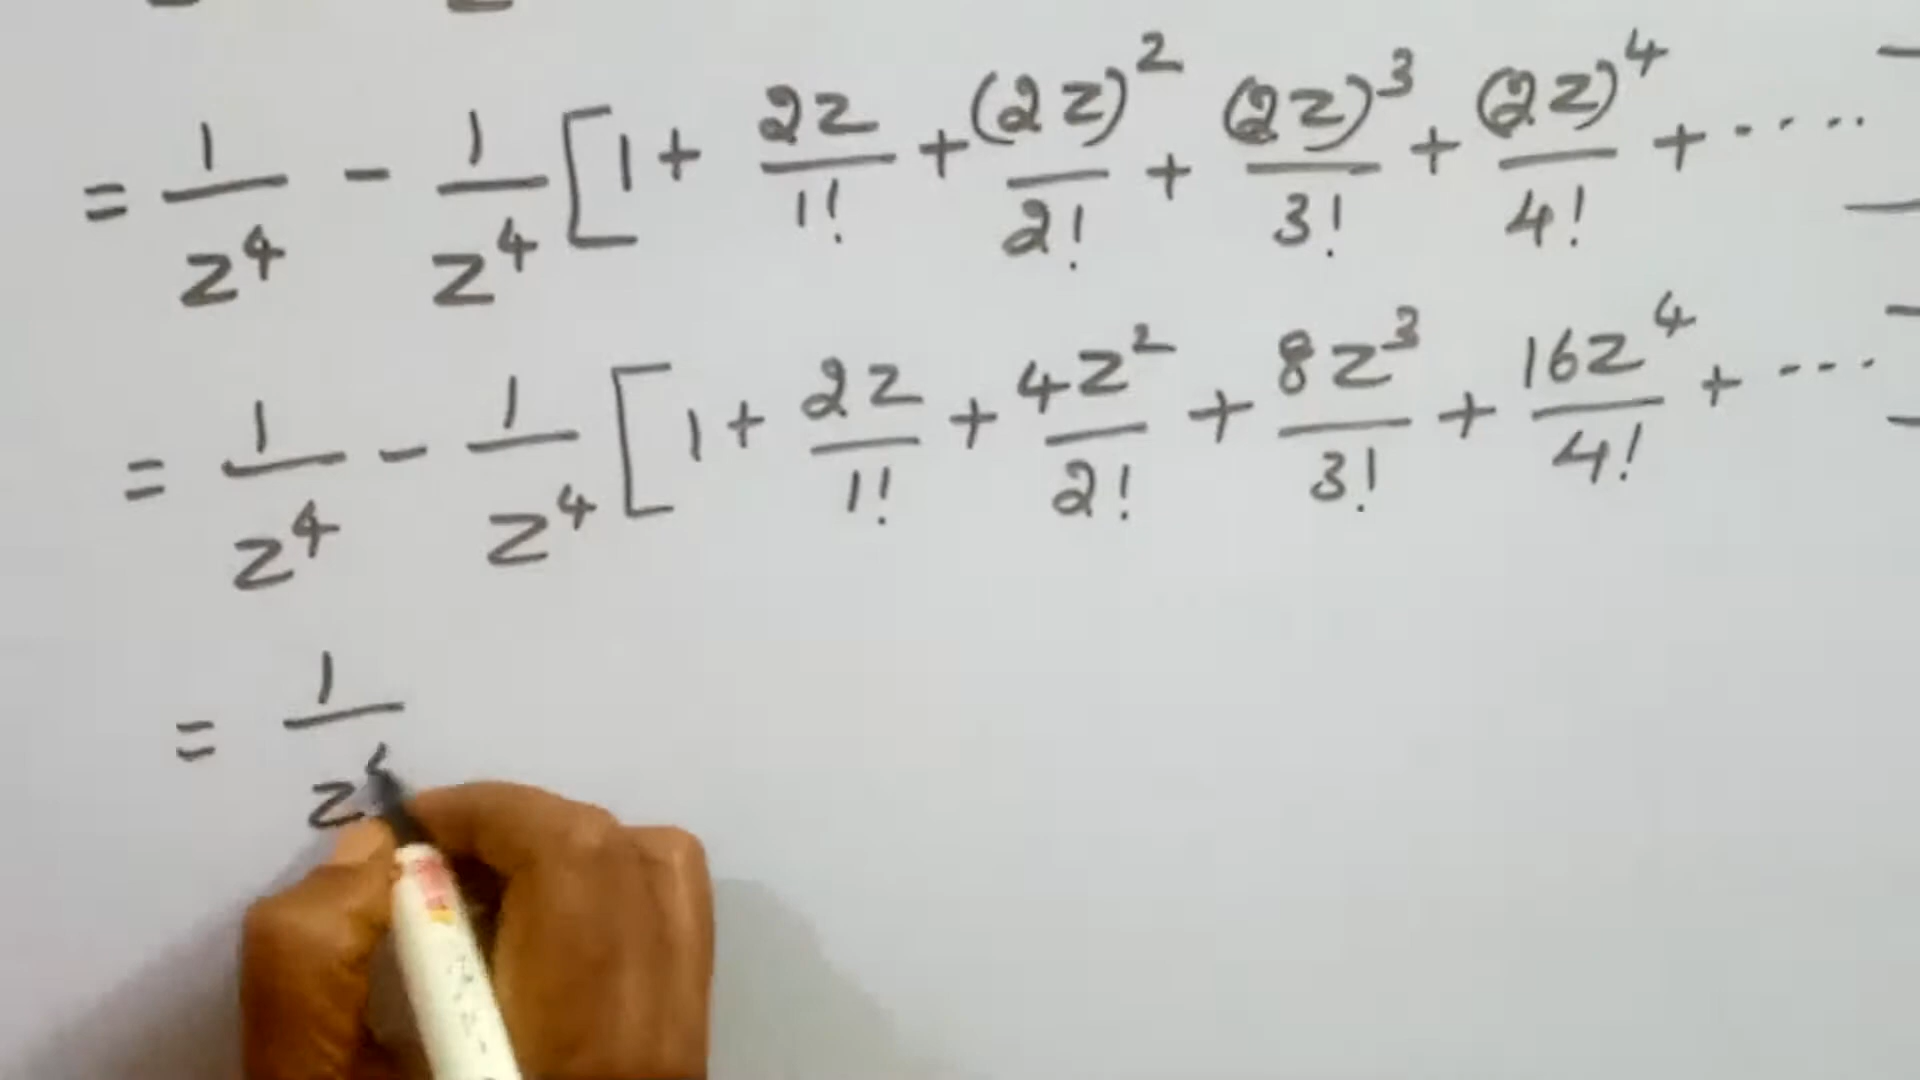 = 1/z⁴ - 1/z⁴ [1 + 2z/1! + (2z)²/2! + (2z)³/3! + (2z)⁴/4! + .....]
= 1/z⁴ - 1/z⁴ [1 + 2z/1! + 4z²/2! + 8z³/3! + 16z⁴/4! + ....]
= 1/z⁴